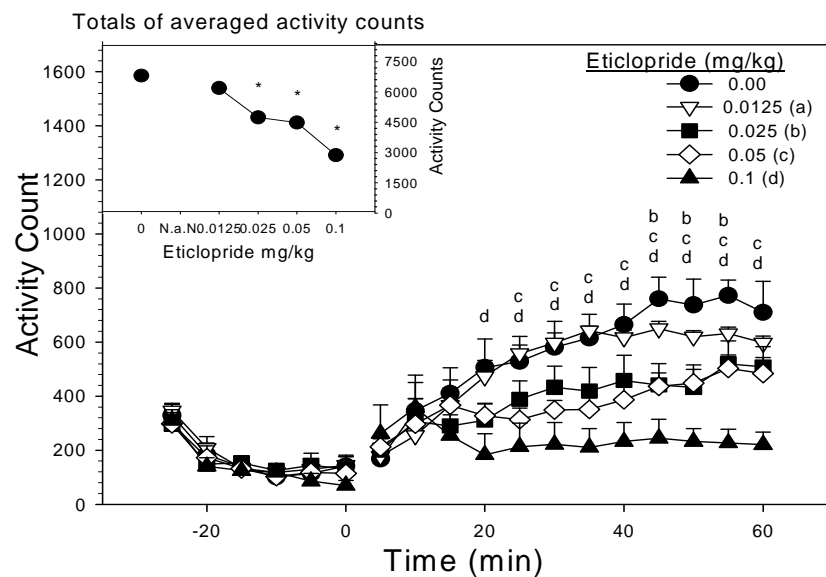 Totals of averaged activity counts
1600
1400
1200
1000
800
600
400
200
0
Activity Count
7500
6000
4500
3000
1500
0
Activity Counts
* * *
0 N.a.N 0.0125 0.025 0.05 0.1
Eticlopride mg/kg
Eticlopride (mg/kg)
0.00
0.0125 (a)
0.025 (b)
0.05 (c)
0.1 (d)
d
c
d
c
d
c
d
c
d
b
c
d
b
c
d
b
c
d
c
d
-20 0 20 40 60
Time (min)